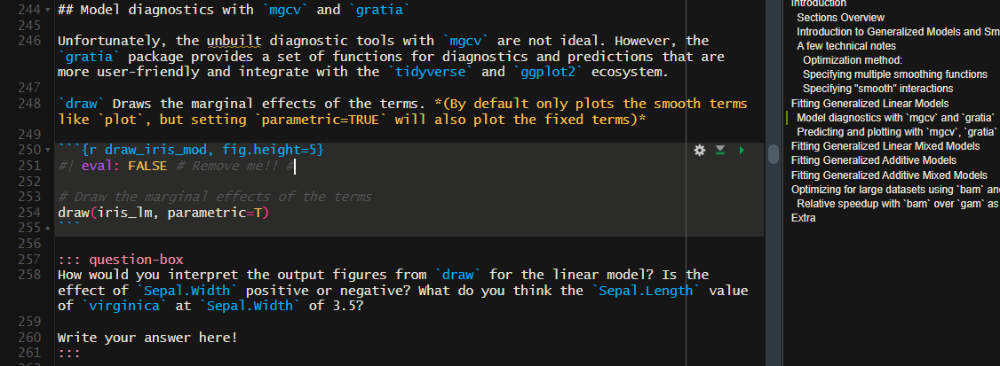 244 ## Model diagnostics with `mgcv` and `gratia`
245
246 Unfortunately, the unbuilt diagnostic tools with `mgcv` are not ideal. However, the
`gratia` package provides a set of functions for diagnostics and predictions that are
more user-friendly and integrate with the `tidyverse` and `ggplot2` ecosystem.
247
248 `draw` Draws the marginal effects of the terms. *(By default only plots the smooth terms
like `plot`, but setting `parametric=TRUE` will also plot the fixed terms)*
249
250 ```{r draw_iris_mod, fig.height=5}
251 #| eval: FALSE # Remove me!! #
252
253 # Draw the marginal effects of the terms
254 draw(iris_lm, parametric=T)
255 ```
256
257 ::: question-box
258 How would you interpret the output figures from `draw` for the linear model? Is the
effect of `Sepal.Width` positive or negative? What do you think the `Sepal.Length` value
of `virginica` at `Sepal.Width` of 3.5?
259
260 Write your answer here!
261 :::
Introduction
Sections Overview
Introduction to Generalized Models and Sm
A few technical notes
Optimization method:
Specifying multiple smoothing functions
Specifying "smooth" interactions
Fitting Generalized Linear Models
Model diagnostics with `mgcv` and `gratia`
Predicting and plotting with `mgcv`, `gratia`
Fitting Generalized Linear Mixed Models
Fitting Generalized Additive Models
Fitting Generalized Additive Mixed Models
Optimizing for large datasets using `bam` and
Relative speedup with `bam` over `gam` as
Extra